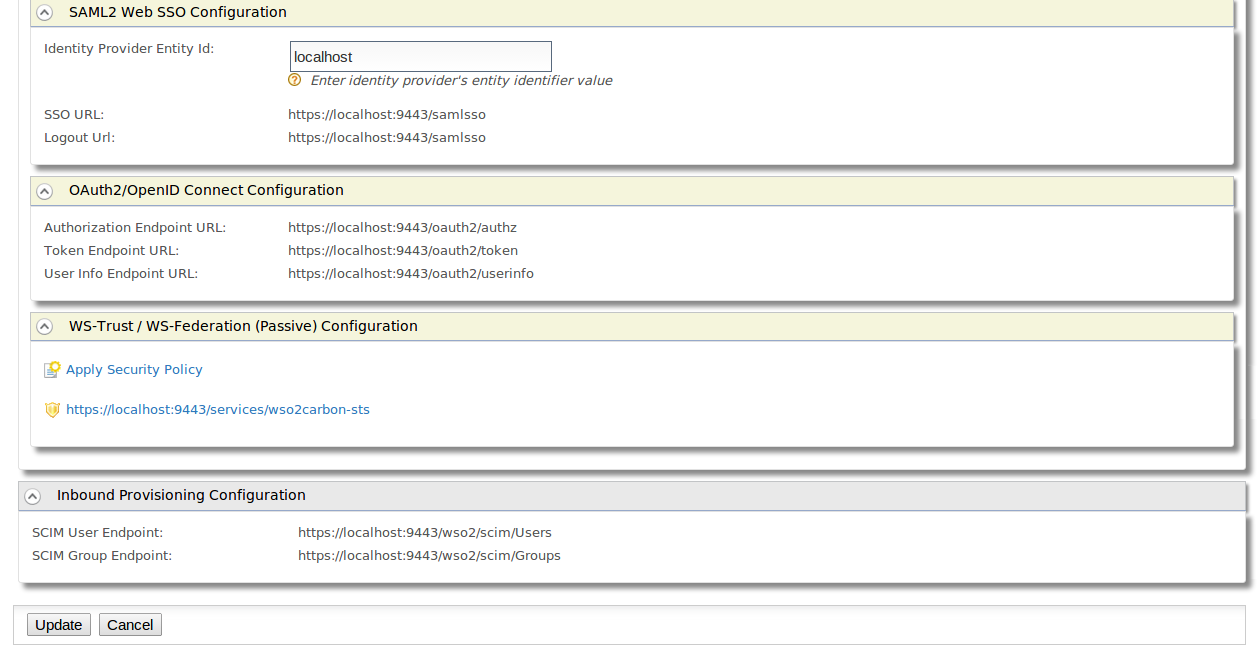 SAML2 Web SSO Configuration
Identity Provider Entity Id:
localhost
Enter identity provider's entity identifier value
SSO URL: https://localhost:9443/samlsso
Logout Url: https://localhost:9443/samlsso
OAuth2/OpenID Connect Configuration
Authorization Endpoint URL: https://localhost:9443/oauth2/authz
Token Endpoint URL: https://localhost:9443/oauth2/token
User Info Endpoint URL: https://localhost:9443/oauth2/userinfo
WS-Trust / WS-Federation (Passive) Configuration
Apply Security Policy
https://localhost:9443/services/wso2carbon-sts
Inbound Provisioning Configuration
SCIM User Endpoint: https://localhost:9443/wso2/scim/Users
SCIM Group Endpoint: https://localhost:9443/wso2/scim/Groups
Update Cancel